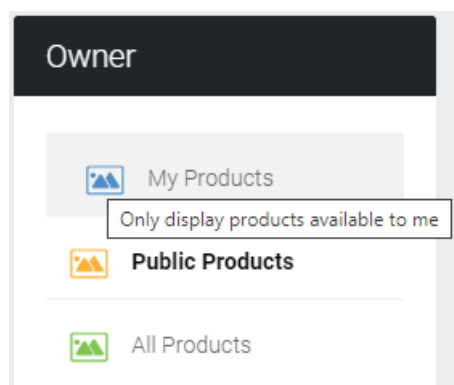 Owner
My Products
Only display products available to me
Public Products
All Products